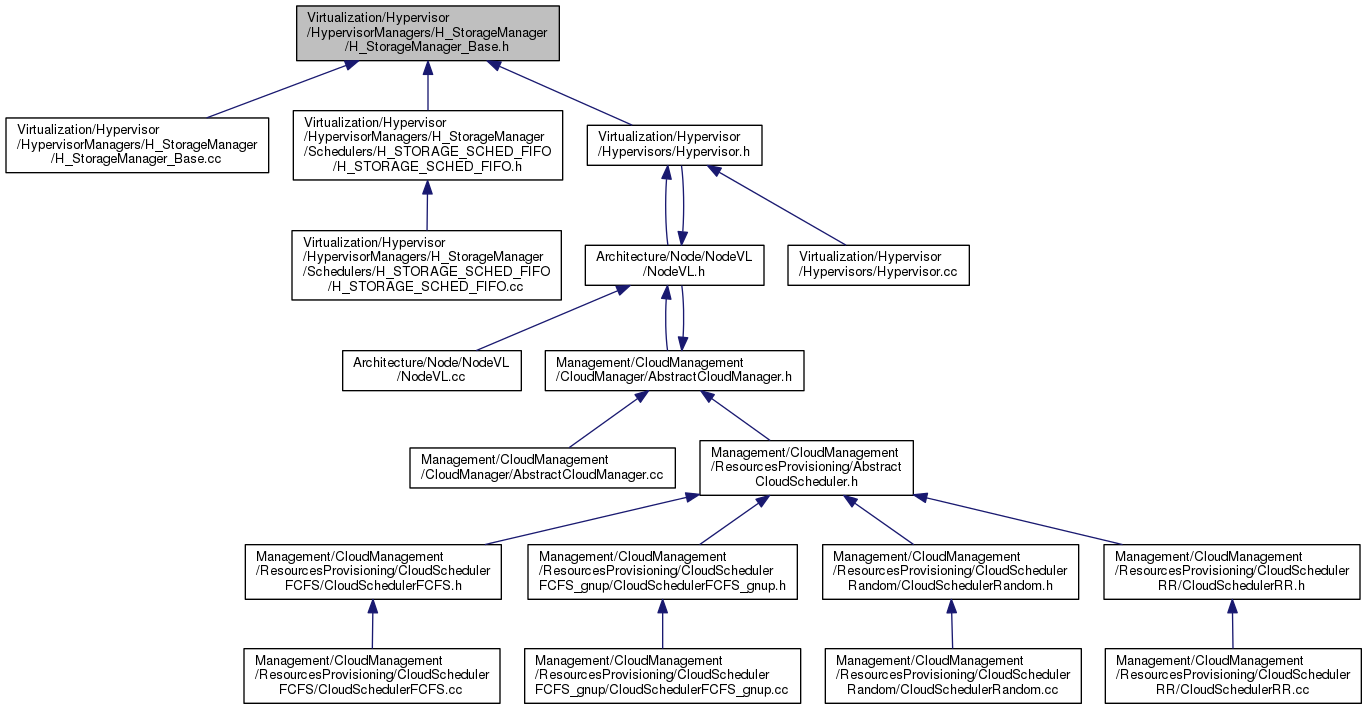 Virtualization/Hypervisor
/HypervisorManagers/H_StorageManager
/H_StorageManager_Base.h
Virtualization/Hypervisor
/HypervisorManagers/H_StorageManager
/H_StorageManager_Base.cc
Virtualization/Hypervisor
/HypervisorManagers/H_StorageManager
/Schedulers/H_STORAGE_SCHED_FIFO
/H_STORAGE_SCHED_FIFO.h
Virtualization/Hypervisor
/Hypervisors/Hypervisor.h
Virtualization/Hypervisor
/HypervisorManagers/H_StorageManager
/Schedulers/H_STORAGE_SCHED_FIFO
/H_STORAGE_SCHED_FIFO.cc
Architecture/Node/NodeVL
/NodeVL.h
Virtualization/Hypervisor
/Hypervisors/Hypervisor.cc
Architecture/Node/NodeVL
/NodeVL.cc
Management/CloudManagement
/CloudManager/AbstractCloudManager.h
Management/CloudManagement
/CloudManager/AbstractCloudManager.cc
Management/CloudManagement
/ResourcesProvisioning/Abstract
CloudScheduler.h
Management/CloudManagement
/ResourcesProvisioning/CloudScheduler
FCFS/CloudSchedulerFCFS.h
Management/CloudManagement
/ResourcesProvisioning/CloudScheduler
FCFS_gnup/CloudSchedulerFCFS_gnup.h
Management/CloudManagement
/ResourcesProvisioning/CloudScheduler
Random/CloudSchedulerRandom.h
Management/CloudManagement
/ResourcesProvisioning/CloudScheduler
RR/CloudSchedulerRR.h
Management/CloudManagement
/ResourcesProvisioning/CloudScheduler
FCFS/CloudSchedulerFCFS.cc
Management/CloudManagement
/ResourcesProvisioning/CloudScheduler
FCFS_gnup/CloudSchedulerFCFS_gnup.cc
Management/CloudManagement
/ResourcesProvisioning/CloudScheduler
Random/CloudSchedulerRandom.cc
Management/CloudManagement
/ResourcesProvisioning/CloudScheduler
RR/CloudSchedulerRR.cc